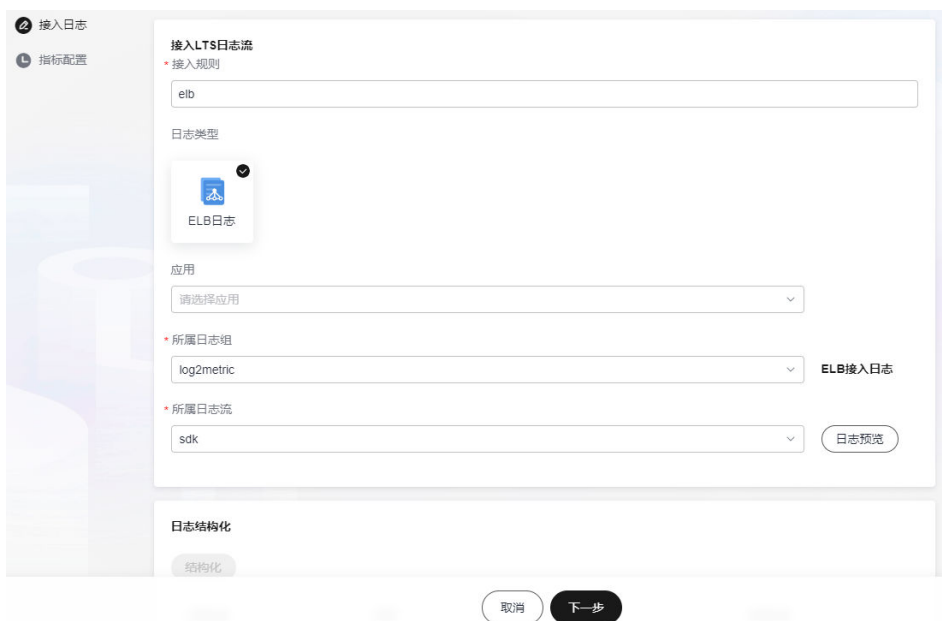 接入日志
指标配置
接入LTS日志流
* 接入规则
elb
日志类型
ELB日志
应用
请选择应用
* 所属日志组
log2metric
ELB接入日志
* 所属日志流
sdk
日志预览
日志结构化
结构化
取消
下一步